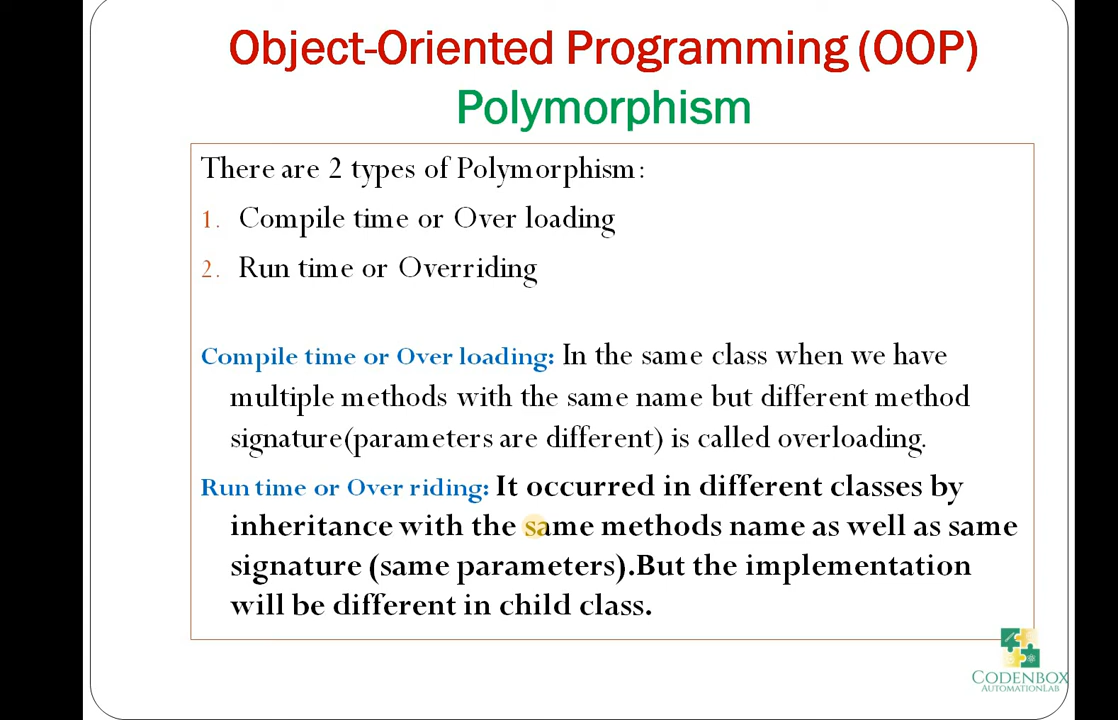 Object-Oriented Programming (OOP)
Polymorphism
There are 2 types of Polymorphism:
1. Compile time or Over loading
2. Run time or Overriding
Compile time or Over loading: In the same class when we have
multiple methods with the same name but different method
signature(parameters are different) is called overloading.
Run time or Over riding: It occurred in different classes by
inheritance with the same methods name as well as same
signature (same parameters).But the implementation
will be different in child class.
CODENBOX
AUTOMATIONLAB